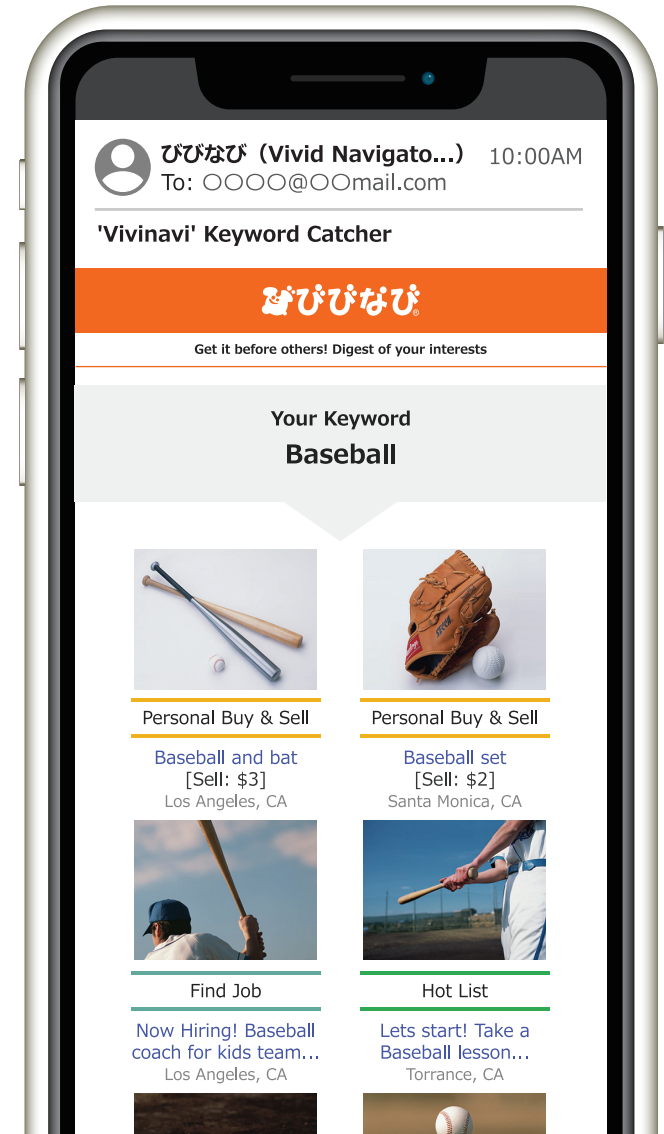 びびなび（Vivid Navigato...） 10:00AM
To: 〇〇〇〇@〇〇mail.com
'Vivinavi' Keyword Catcher
びびなび®
Get it before others! Digest of your interests
Your Keyword
Baseball
Personal Buy & Sell
Baseball and bat
[Sell: $3]
Los Angeles, CA
Personal Buy & Sell
Baseball set
[Sell: $2]
Santa Monica, CA
Find Job
Now Hiring! Baseball
coach for kids team...
Los Angeles, CA
Hot List
Lets start! Take a
Baseball lesson...
Torrance, CA